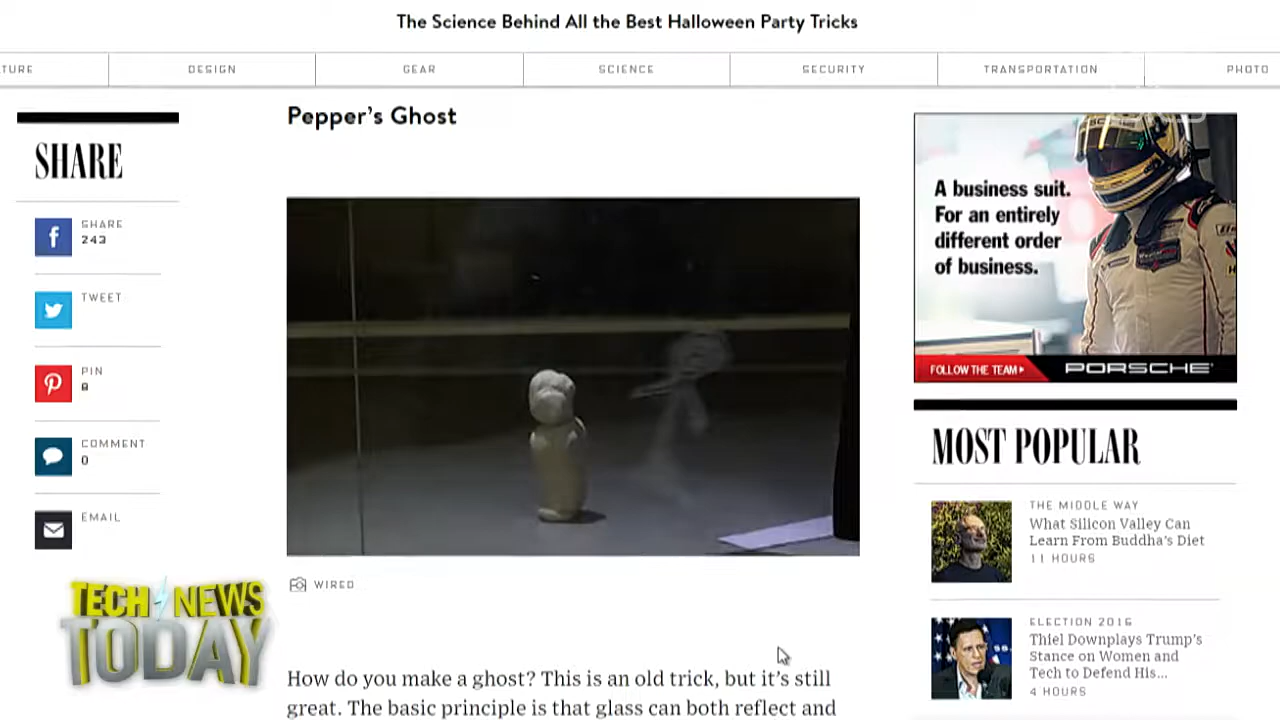 The Science Behind All the Best Halloween Party Tricks
TURE
DESIGN
GEAR
SCIENCE
SECURITY
TRANSPORTATION
PHOTO
SHARE
SHARE
243
TWEET
PIN
8
COMMENT
0
EMAIL
TECH NEWS
TODAY
Pepper's Ghost
WIRED
How do you make a ghost? This is an old trick, but it's still
great. The basic principle is that glass can both reflect and
A business suit.
For an entirely
different order
of business.
FOLLOW THE TEAM
PORSCHE
MOST POPULAR
THE MIDDLE WAY
What Silicon Valley Can
Learn From Buddha's Diet
11 HOURS
ELECTION 2016
Thiel Downplays Trump's
Stance on Women and
Tech to Defend His...
4 HOURS